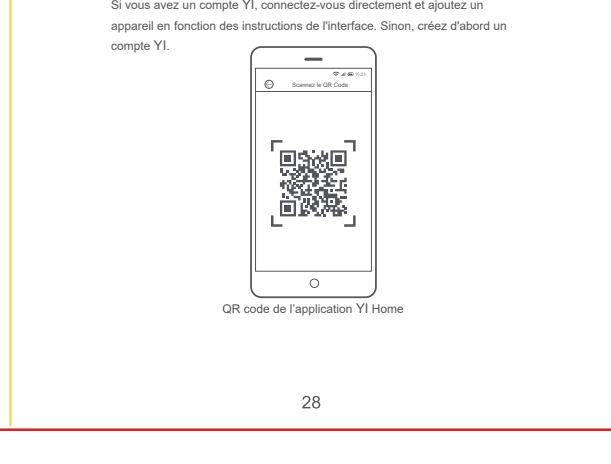 Si vous avez un compte YI, connectez-vous directement et ajoutez un
appareil en fonction des instructions de l'interface. Sinon, créez d'abord un
compte YI.
Scannez le QR Code
QR code de l'application YI Home
28